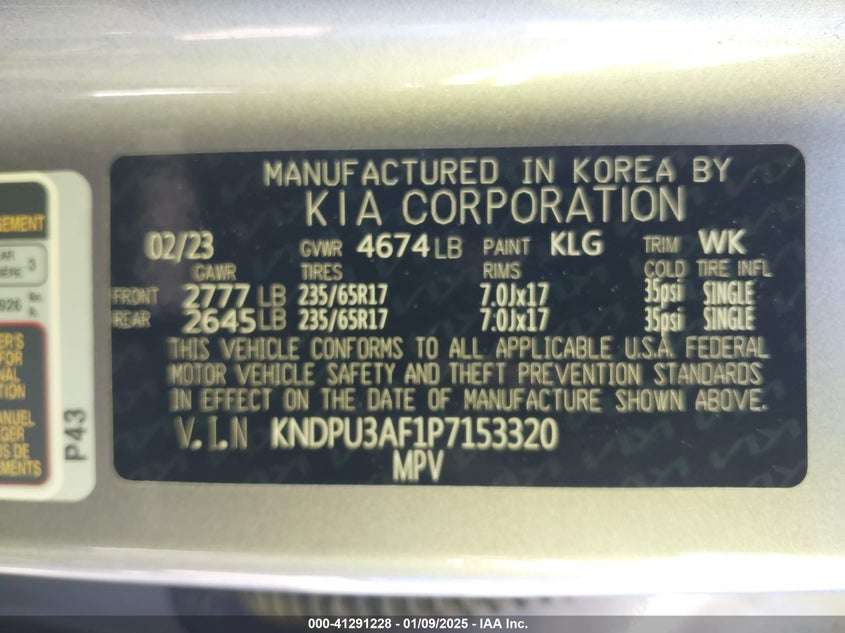 MANUFACTURED IN KOREA BY
KIA CORPORATION
02/23 GVWR 4674 LB PAINT KLG TRIM WK
GAWR TIRES RIMS COLD TIRE INFL
FRONT 2777 LB 235/65R17 7.0Jx17 35psi SINGLE
REAR 2645 LB 235/65R17 7.0Jx17 35psi SINGLE
THIS VEHICLE CONFORMS TO ALL APPLICABLE U.S.A. FEDERAL
MOTOR VEHICLE SAFETY AND THEFT PREVENTION STANDARDS
IN EFFECT ON THE DATE OF MANUFACTURE SHOWN ABOVE.
V.I.N KNDPU3AF1P7153320
MPV
P43
000-41291228 - 01/09/2025 - IAA Inc.